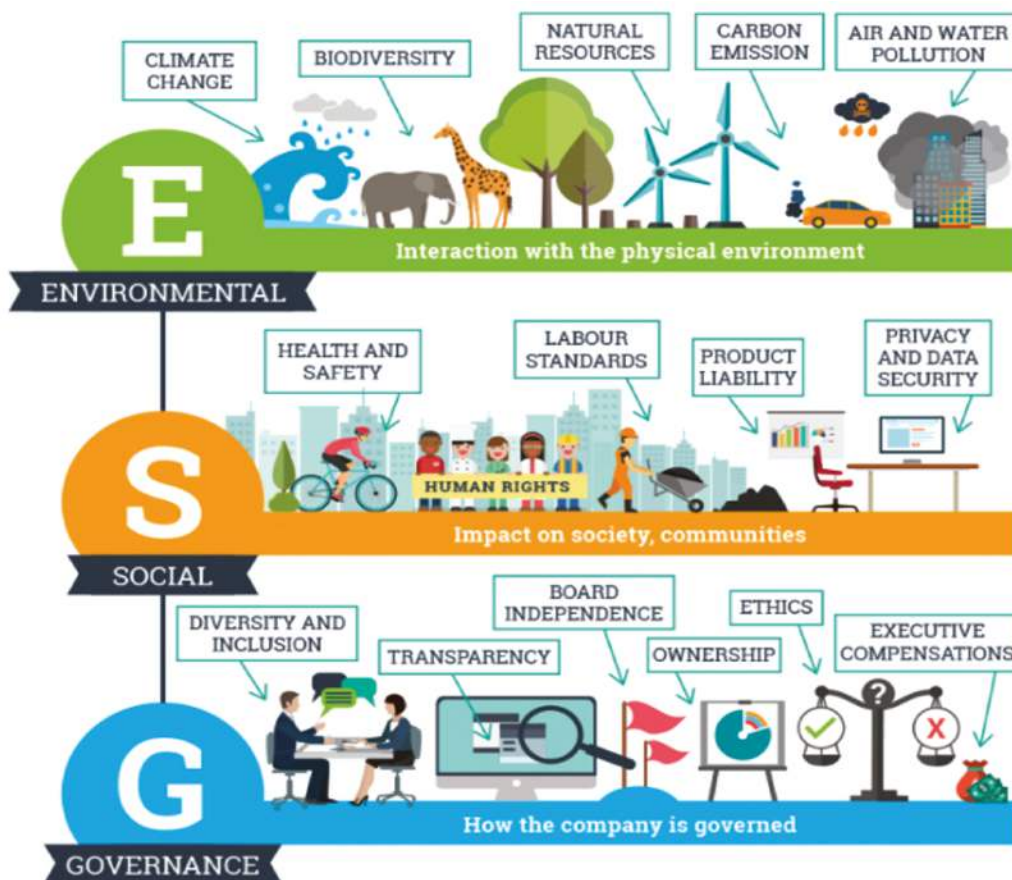 CLIMATE
CHANGE
BIODIVERSITY
NATURAL
RESOURCES
CARBON
EMISSION
AIR AND WATER
POLLUTION
E
Interaction with the physical environment
ENVIRONMENTAL
HEALTH AND
SAFETY
LABOUR
STANDARDS
PRODUCT
LIABILITY
PRIVACY
AND DATA
SECURITY
HUMAN RIGHTS
S
Impact on society, communities
SOCIAL
DIVERSITY AND
INCLUSION
TRANSPARENCY
BOARD
INDEPENDENCE
OWNERSHIP
ETHICS
EXECUTIVE
COMPENSATIONS
?
G
How the company is governed
GOVERNANCE